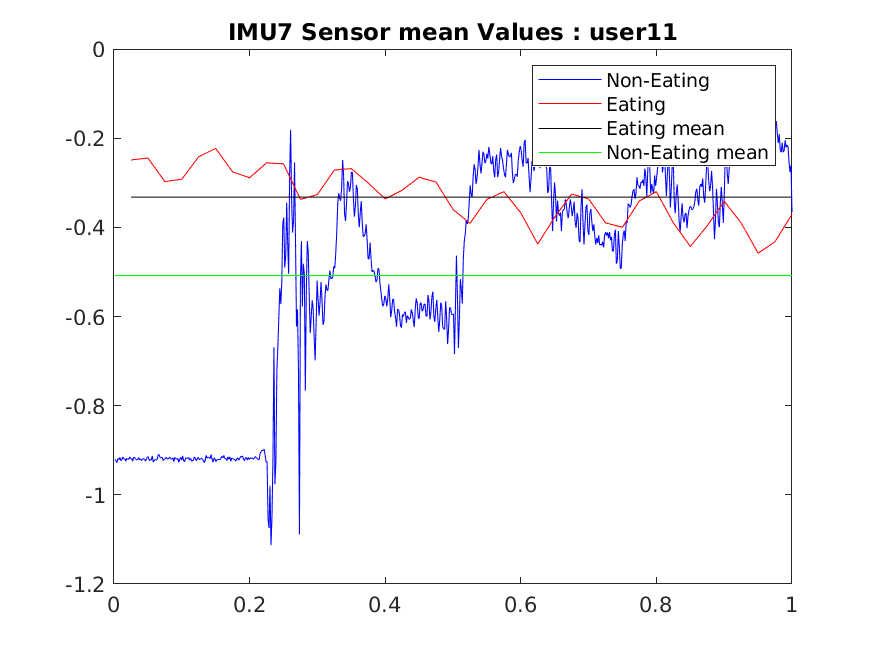 IMU7 Sensor mean Values : user11
Non-Eating
Eating
Eating mean
Non-Eating mean
0
-0.2
-0.4
-0.6
-0.8
-1
-1.2
0 0.2 0.4 0.6 0.8 1